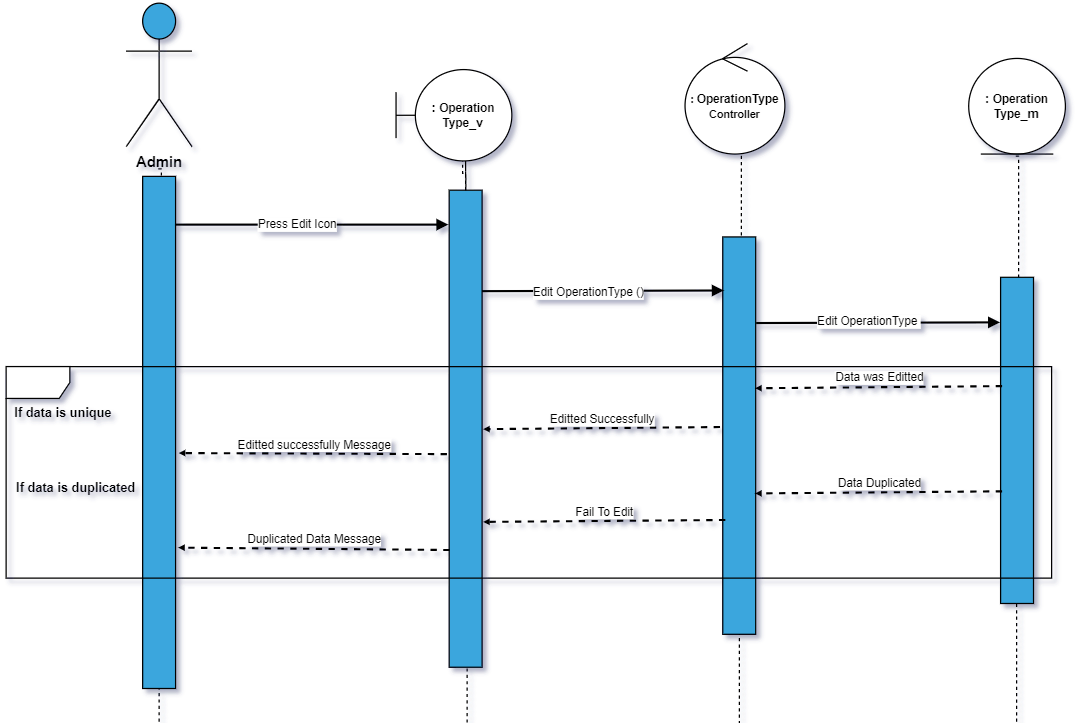 : Operation
Type_v
: OperationType
Controller
: Operation
Type_m
Admin
Press Edit Icon
Edit OperationType ()
Edit OperationType
Data was Editted
If data is unique
Editted Successfully
Editted successfully Message
If data is duplicated
Data Duplicated
Fail To Edit
Duplicated Data Message